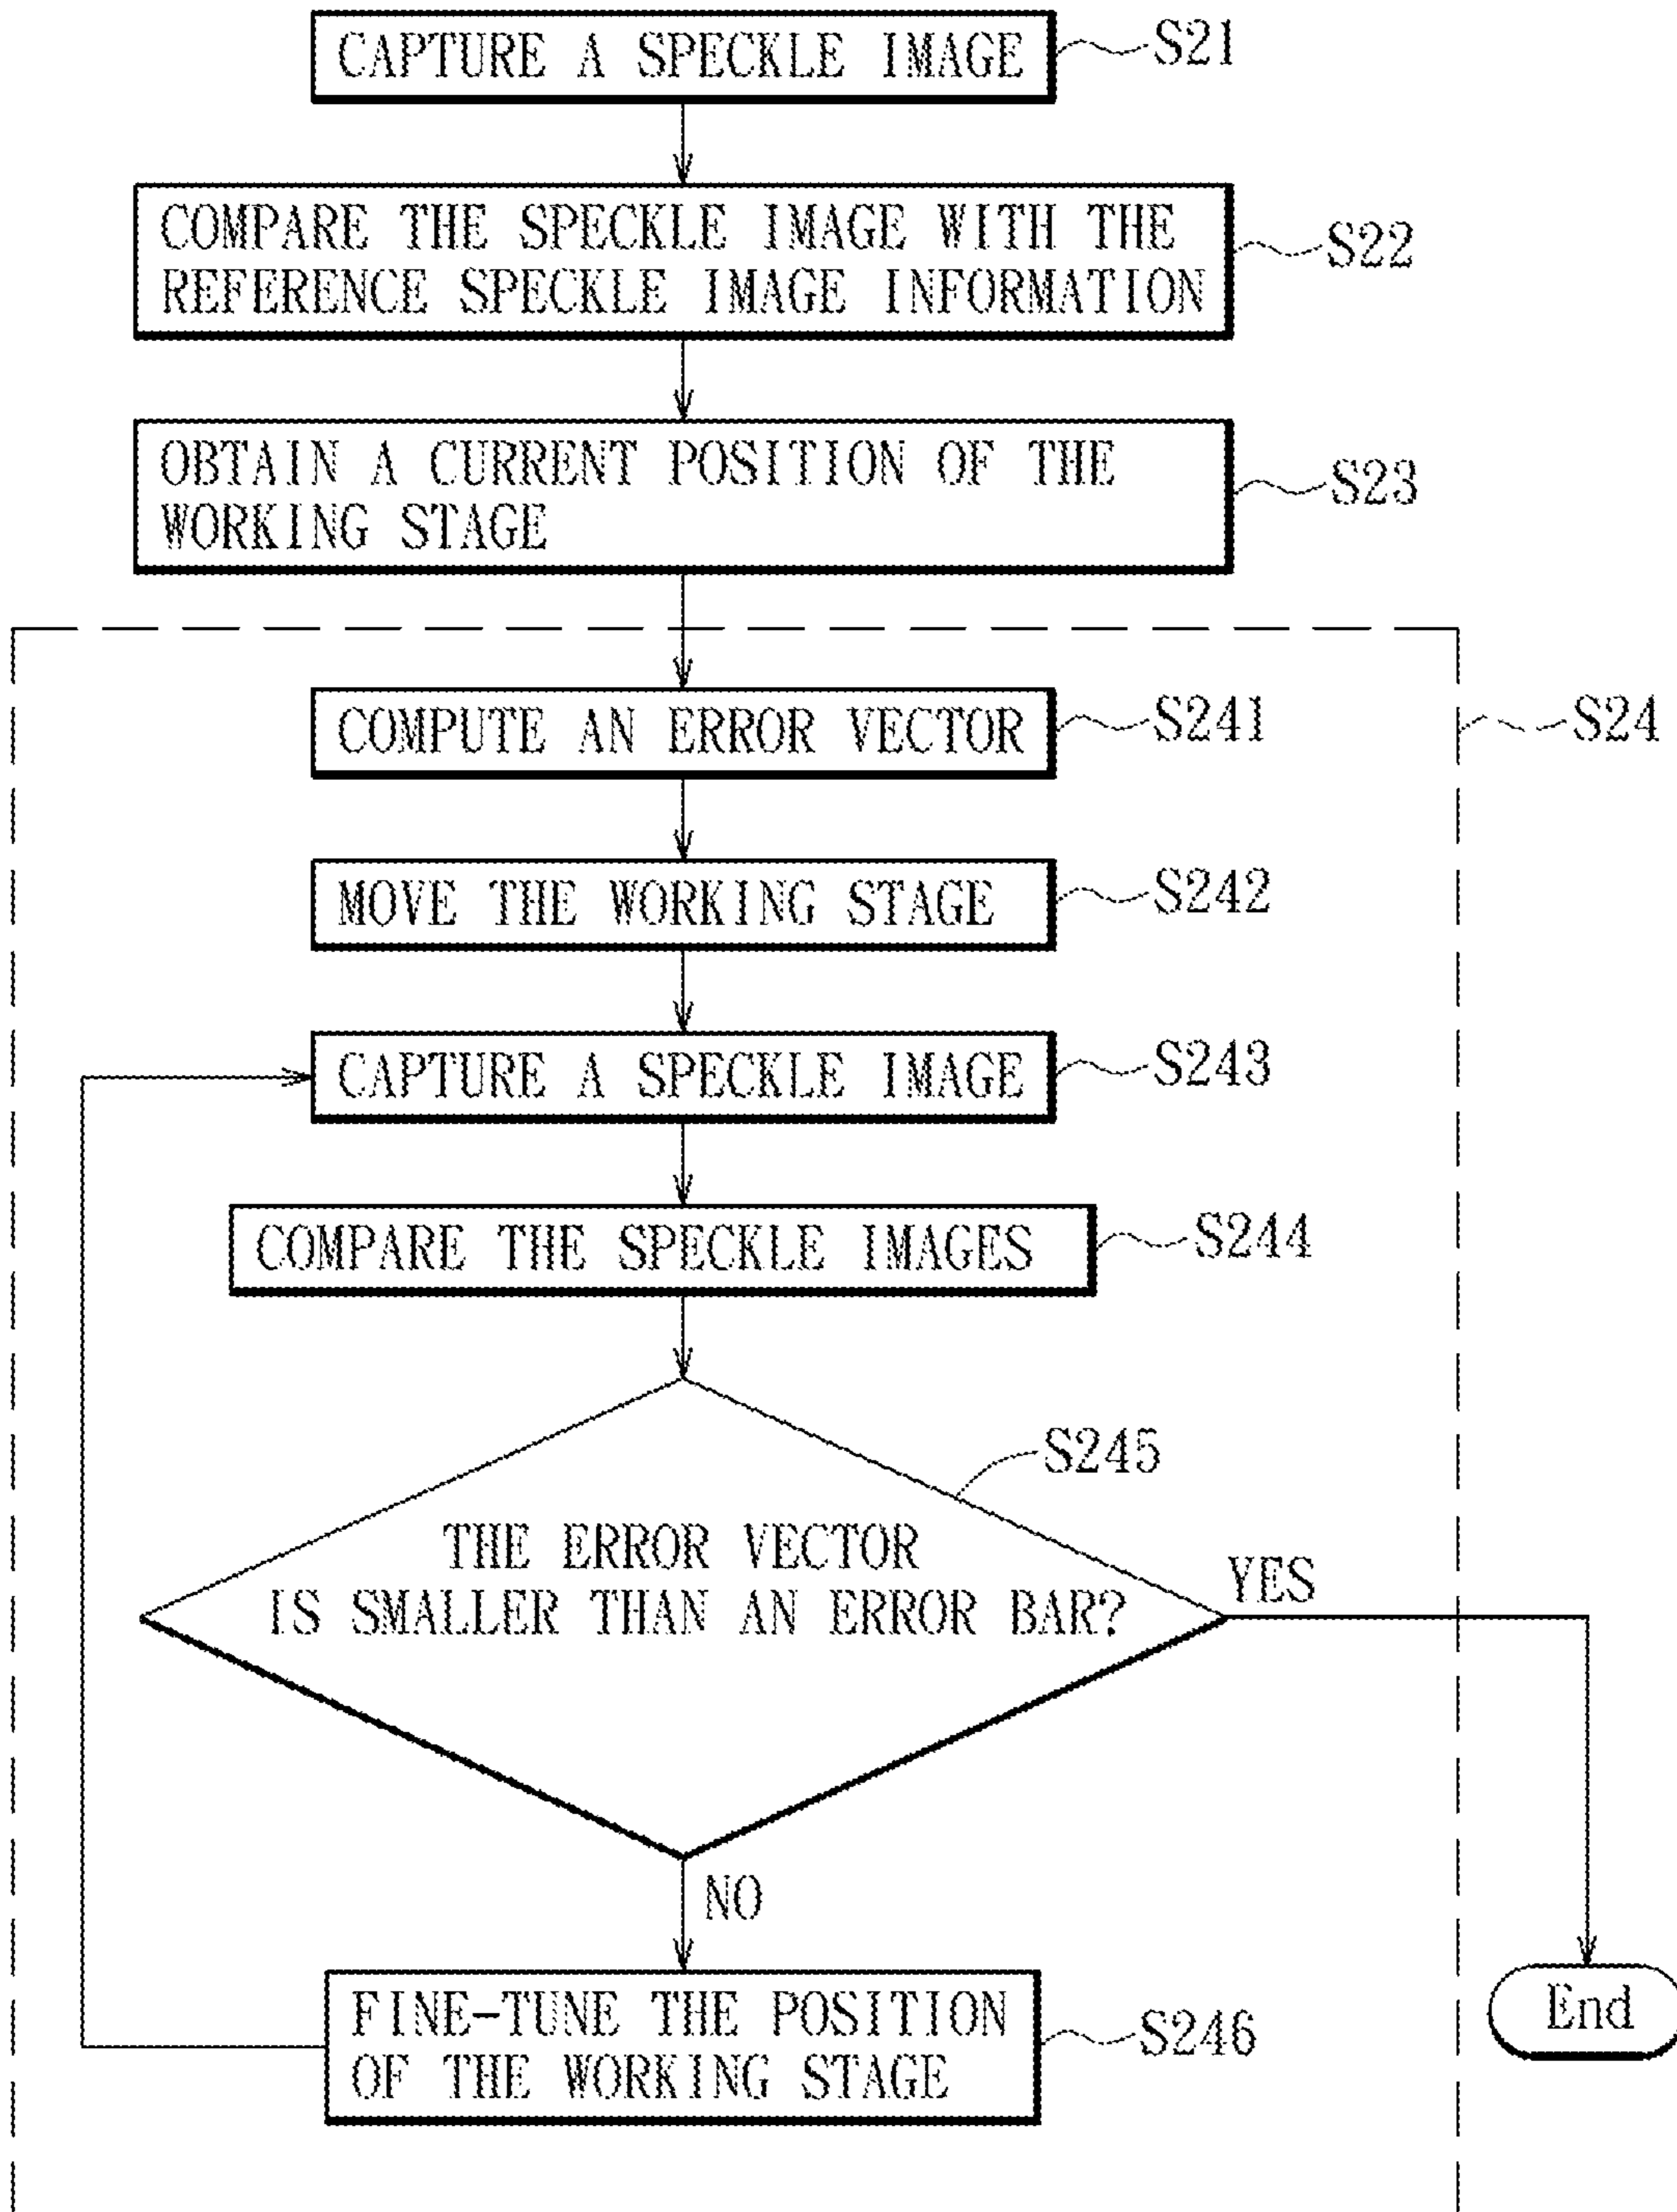 CAPTURE A SPECKLE IMAGE
S21
COMPARE THE SPECKLE IMAGE WITH THE
REFERENCE SPECKLE IMAGE INFORMATION
S22
OBTAIN A CURRENT POSITION OF THE
WORKING STAGE
S23
COMPUTE AN ERROR VECTOR
S241
S24
MOVE THE WORKING STAGE
S242
CAPTURE A SPECKLE IMAGE
S243
COMPARE THE SPECKLE IMAGES
S244
S245
THE ERROR VECTOR
IS SMALLER THAN AN ERROR BAR?
YES
NO
FINE-TUNE THE POSITION
OF THE WORKING STAGE
S246
End